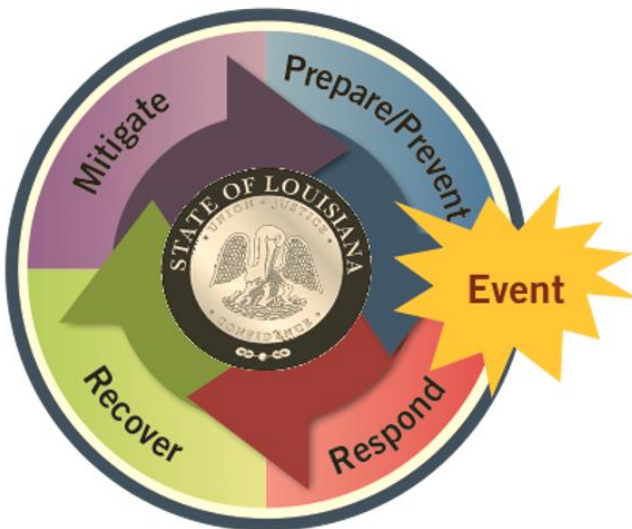 Mitigate
Prepare/Prevent
Event
Respond
Recover
STATE OF LOUISIANA
UNION • JUSTICE
CONFIDENCE